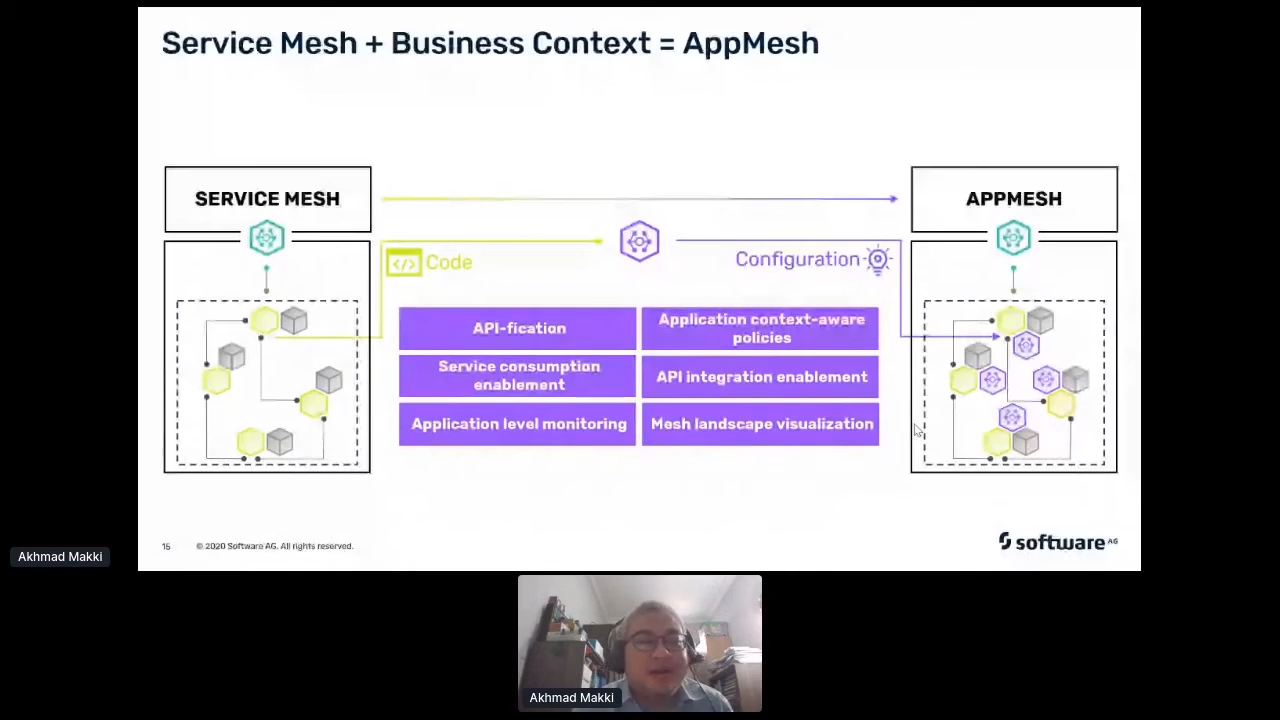 Service Mesh + Business Context = AppMesh
SERVICE MESH
APPMESH
</> Code
Configuration
API-fication
Application context-aware
policies
Service consumption
enablement
API integration enablement
Application level monitoring
Mesh landscape visualization
15
© 2020 Software AG. All rights reserved.
software AG
Akhmad Makki
Akhmad Makki